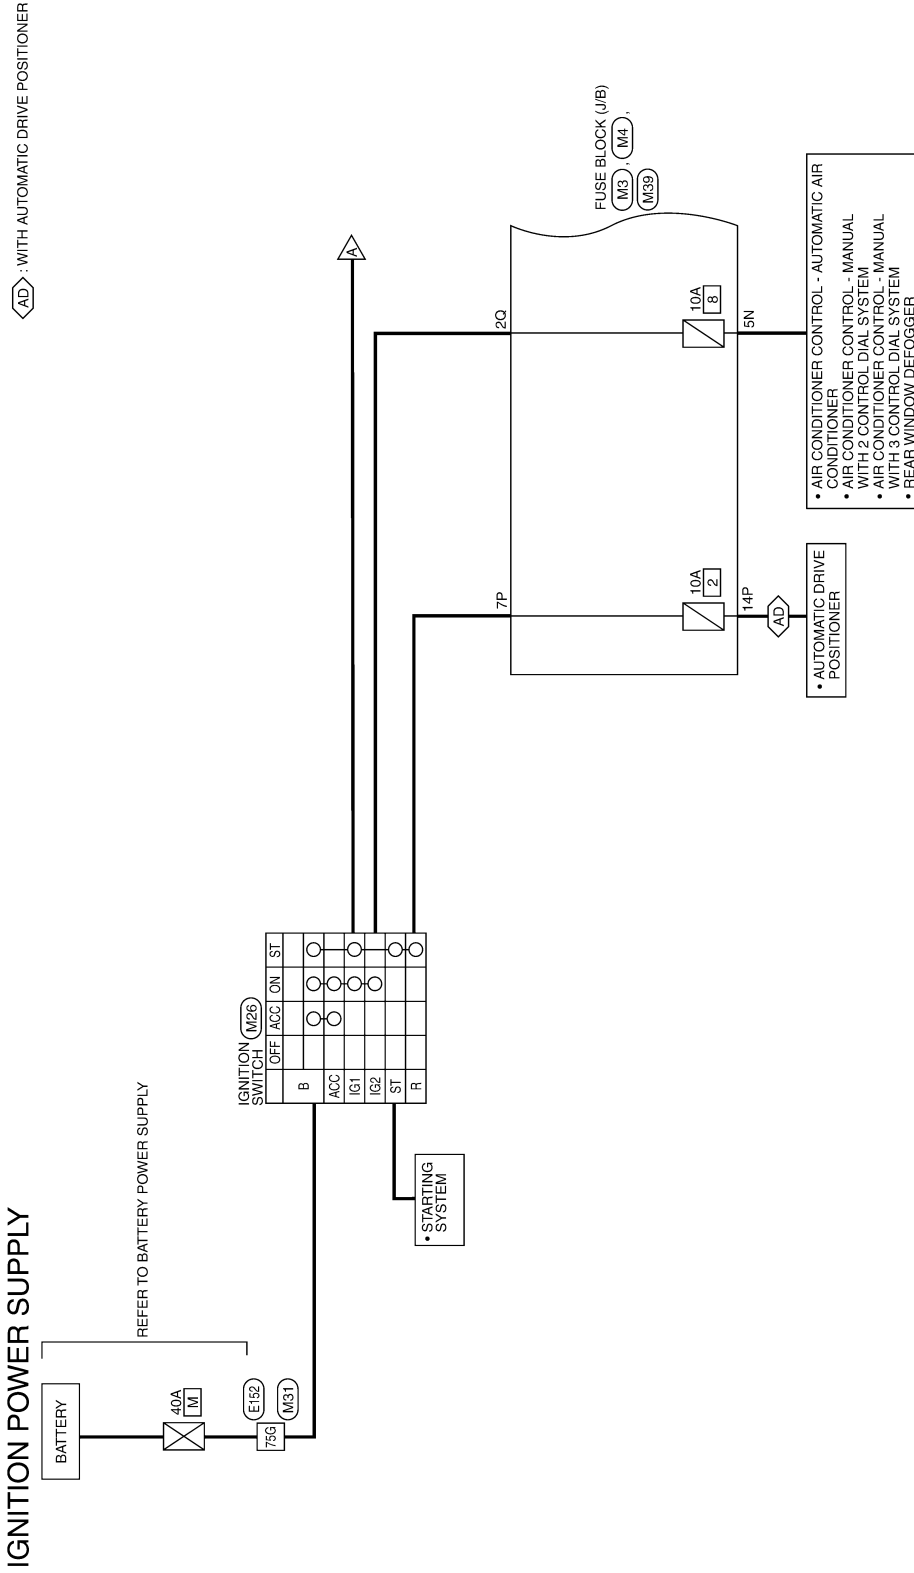 IGNITION POWER SUPPLY
AD : WITH AUTOMATIC DRIVE POSITIONER
BATTERY
REFER TO BATTERY POWER SUPPLY
40A
M
75G
E152
M31
IGNITION
SWITCH
M26
OFF ACC ON ST
B
ACC
IG1
IG2
ST
R
• STARTING
SYSTEM
A
7P
2Q
FUSE BLOCK (J/B)
M3 , M4 ,
M39
10A
2
10A
8
14P
5N
AD
• AUTOMATIC DRIVE
POSITIONER
• AIR CONDITIONER CONTROL - AUTOMATIC AIR
CONDITIONER
• AIR CONDITIONER CONTROL - MANUAL
WITH 2 CONTROL DIAL SYSTEM
• AIR CONDITIONER CONTROL - MANUAL
WITH 3 CONTROL DIAL SYSTEM
• REAR WINDOW DEFOGGER